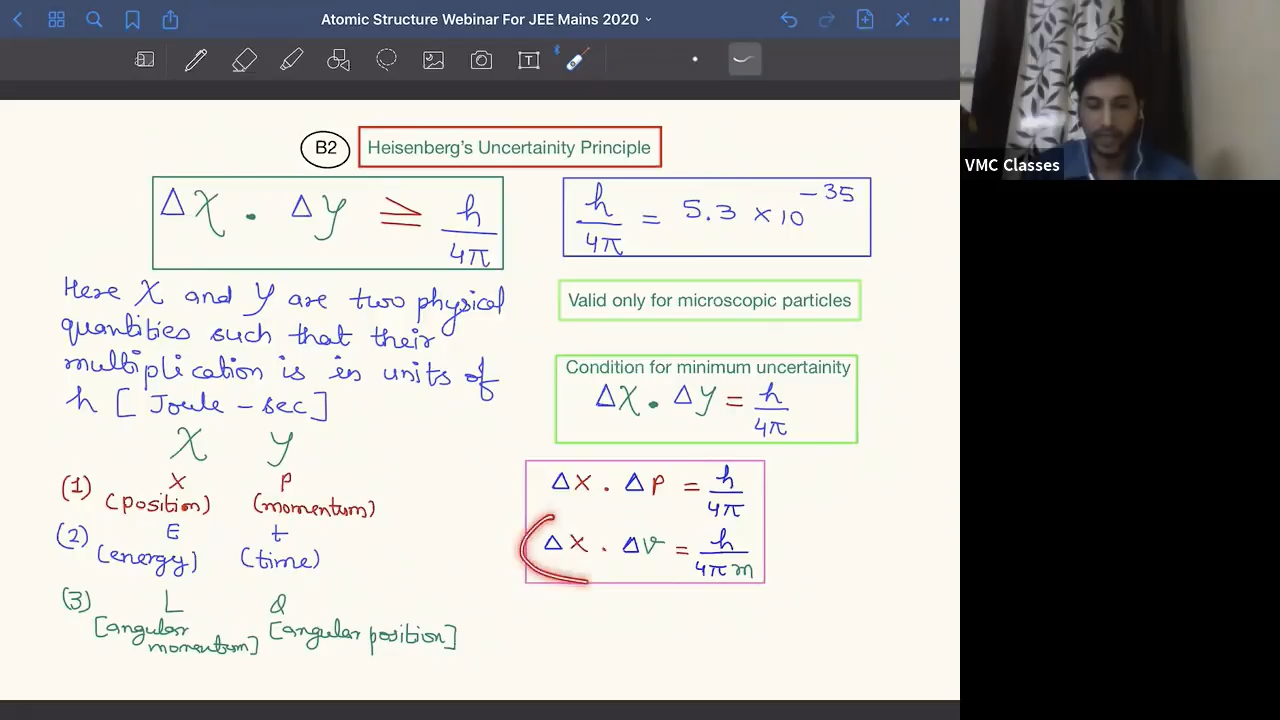 Atomic Structure Webinar For JEE Mains 2020
T
VMC Classes
B2 Heisenberg's Uncertainity Principle
Δx . Δy ≥ h/4π
h/4π = 5.3 × 10^-35
Here x and y are two physical
quantities such that their
multiplication is in units of
h [Joule-sec]
x y
(1) x P
(position) (momentum)
(2) E t
(energy) (time)
(3) L
[angular momentum] [angular position]
Valid only for microscopic particles
Condition for minimum uncertainity
Δx . Δy = h/4π
Δx . Δp = h/4π
Δx . Δv = h/4πm